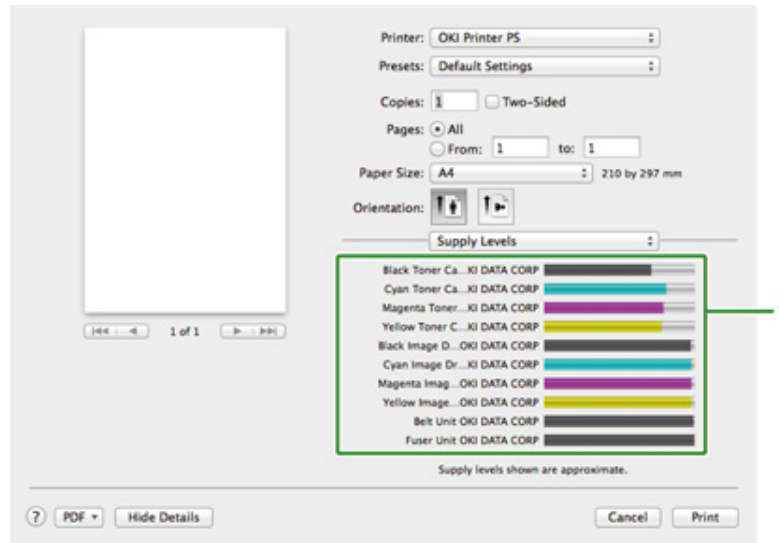 Printer: OKI Printer PS
Presets: Default Settings
Copies: 1 Two-Sided
Pages: All
From: 1 to: 1
Paper Size: A4 210 by 297 mm
Orientation:
Supply Levels
Black Toner Ca...KI DATA CORP
Cyan Toner Ca...KI DATA CORP
Magenta Toner...KI DATA CORP
Yellow Toner C...KI DATA CORP
Black Image D...OKI DATA CORP
Cyan Image Dr...KI DATA CORP
Magenta Imag...OKI DATA CORP
Yellow Image...OKI DATA CORP
Belt Unit OKI DATA CORP
Fuser Unit OKI DATA CORP
1 of 1
Supply levels shown are approximate.
? PDF Hide Details Cancel Print